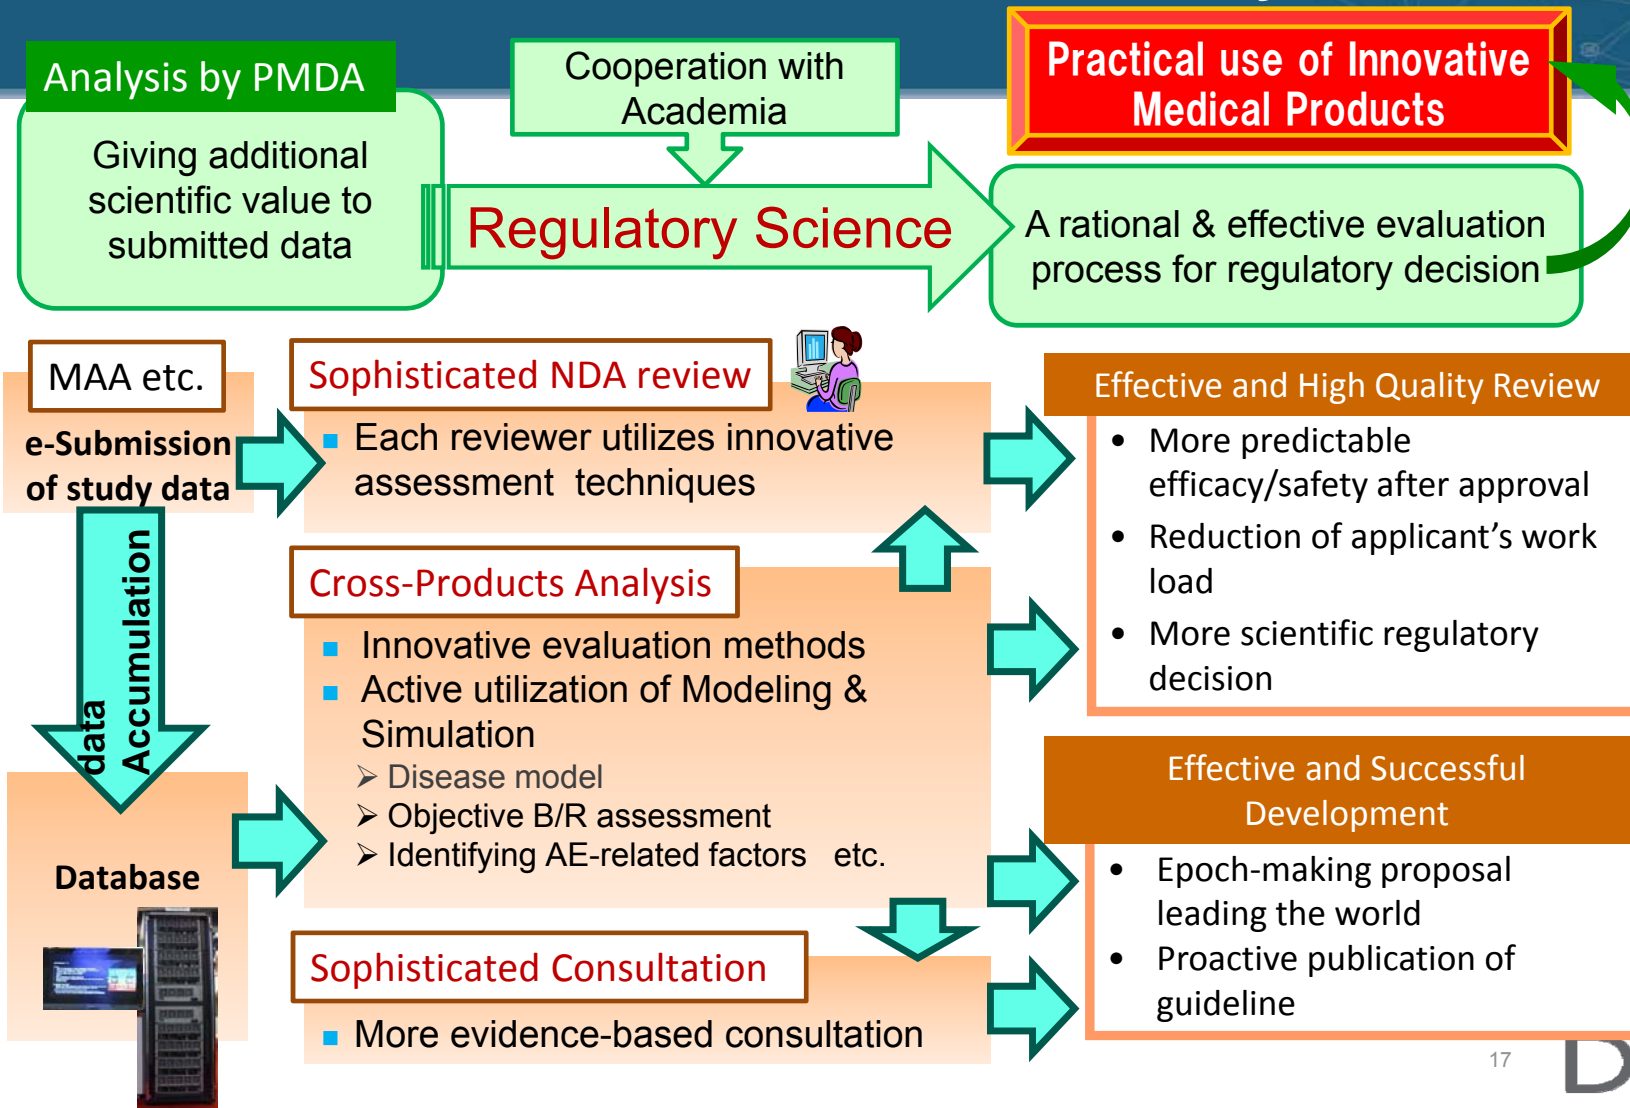 Analysis by PMDA
Giving additional
scientific value to
submitted data
Cooperation with
Academia
Regulatory Science
Practical use of Innovative
Medical Products
A rational & effective evaluation
process for regulatory decision
MAA etc.
e-Submission
of study data
data
Accumulation
Database
Sophisticated NDA review
Each reviewer utilizes innovative
assessment techniques
Cross-Products Analysis
Innovative evaluation methods
Active utilization of Modeling &
Simulation
Disease model
Objective B/R assessment
Identifying AE-related factors etc.
Sophisticated Consultation
More evidence-based consultation
Effective and High Quality Review
• More predictable
efficacy/safety after approval
• Reduction of applicant’s work
load
• More scientific regulatory
decision
Effective and Successful
Development
• Epoch-making proposal
leading the world
• Proactive publication of
guideline
17